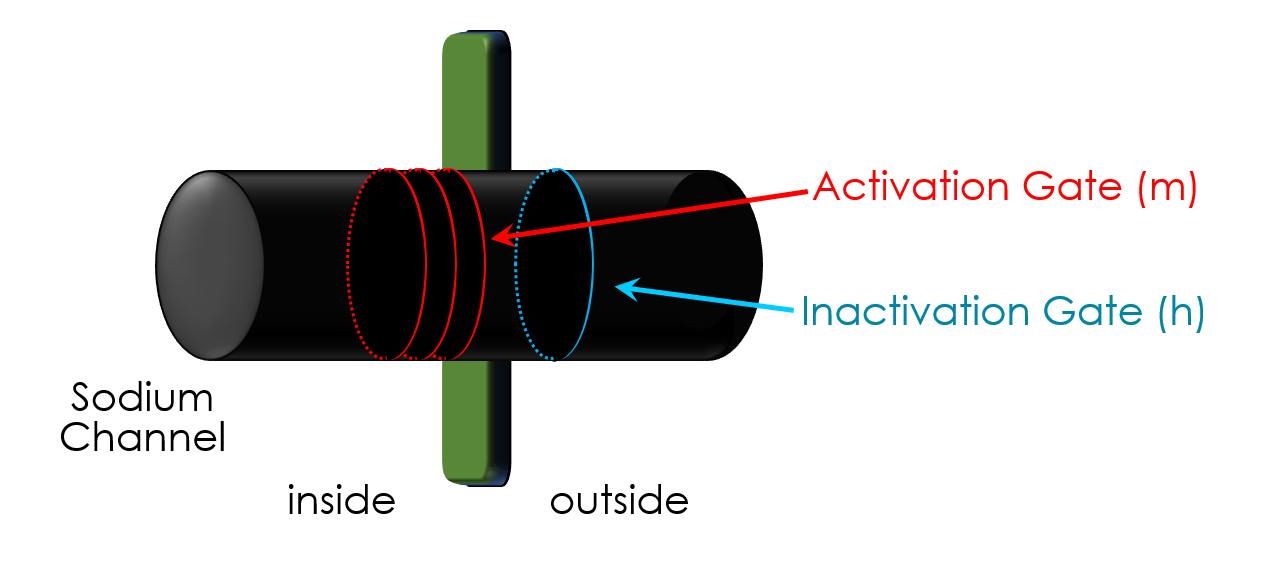 Activation Gate (m)
Inactivation Gate (h)
Sodium
Channel
inside
outside